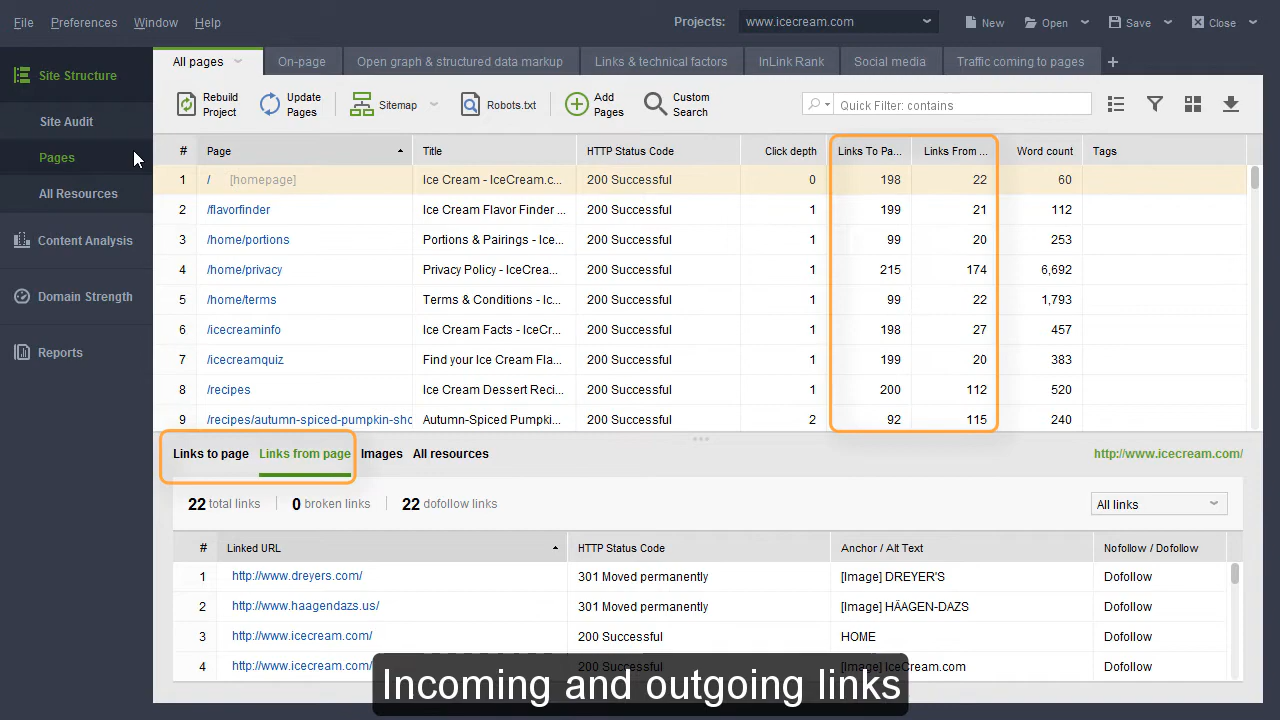 File Preferences Window Help Projects: www.icecream.com New Open Save Close
Site Structure
Site Audit
Pages
All Resources
Content Analysis
Domain Strength
Reports
All pages On-page Open graph & structured data markup Links & technical factors InLink Rank Social media Traffic coming to pages +
Rebuild Project Update Pages Sitemap Robots.txt Add Pages Custom Search Quick Filter: contains
# Page Title HTTP Status Code Click depth Links To Pa... Links From ... Word count Tags
1 / [homepage] Ice Cream - IceCream.c... 200 Successful 0 198 22 60
2 /flavorfinder Ice Cream Flavor Finder ... 200 Successful 1 199 21 112
3 /home/portions Portions & Pairings - Ice... 200 Successful 1 99 20 253
4 /home/privacy Privacy Policy - IceCrea... 200 Successful 1 215 174 6,692
5 /home/terms Terms & Conditions - Ic... 200 Successful 1 99 22 1,793
6 /icecreaminfo Ice Cream Facts - IceCr... 200 Successful 1 198 27 457
7 /icecreamquiz Find your Ice Cream Fla... 200 Successful 1 199 20 383
8 /recipes Ice Cream Dessert Reci... 200 Successful 1 200 112 520
9 /recipes/autumn-spiced-pumpkin-sho Autumn-Spiced Pumpki... 200 Successful 2 92 115 240
Links to page Links from page Images All resources http://www.icecream.com/
22 total links 0 broken links 22 dofollow links All links
# Linked URL HTTP Status Code Anchor / Alt Text Nofollow / Dofollow
1 http://www.dreyers.com/ 301 Moved permanently [Image] DREYER'S Dofollow
2 http://www.haagendazs.us/ 301 Moved permanently [Image] HÄAGEN-DAZS Dofollow
3 http://www.icecream.com/ 200 Successful HOME Dofollow
4 http://www.icecream.com/ 200 Successful [Image] IceCream.com Dofollow
Incoming and outgoing links